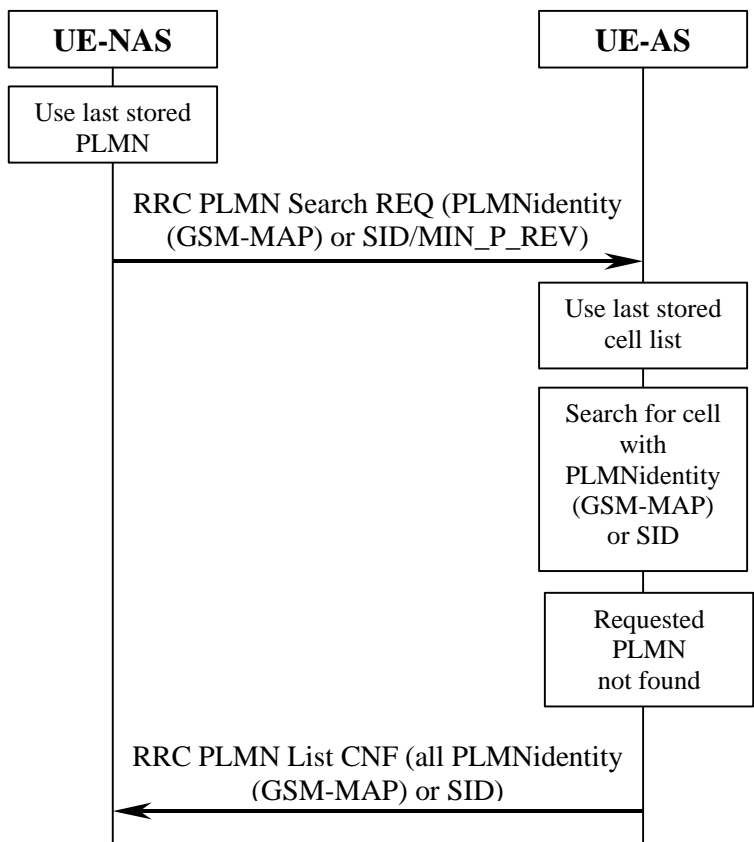 UE-NAS
UE-AS
Use last stored
PLMN
RRC PLMN Search REQ (PLMNidentity
(GSM-MAP) or SID/MIN_P_REV)
Use last stored
cell list
Search for cell
with
PLMNidentity
(GSM-MAP)
or SID
Requested
PLMN
not found
RRC PLMN List CNF (all PLMNidentity
(GSM-MAP) or SID)